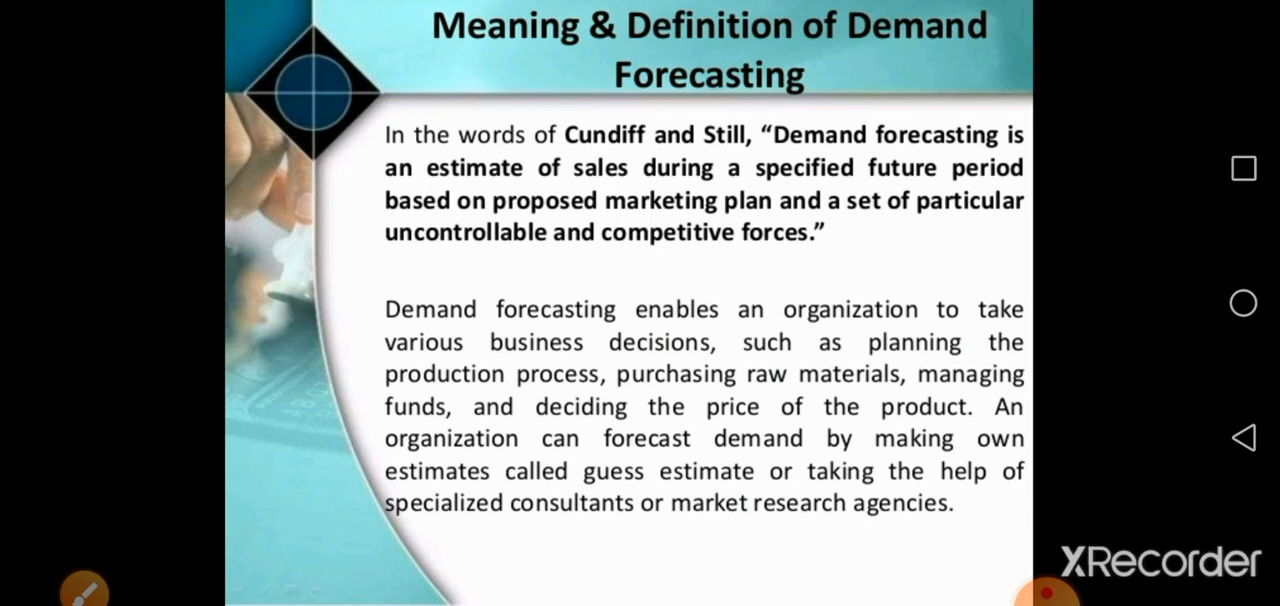 Meaning & Definition of Demand
Forecasting
In the words of Cundiff and Still, “Demand forecasting is
an estimate of sales during a specified future period
based on proposed marketing plan and a set of particular
uncontrollable and competitive forces.”
Demand forecasting enables an organization to take
various business decisions, such as planning the
production process, purchasing raw materials, managing
funds, and deciding the price of the product. An
organization can forecast demand by making own
estimates called guess estimate or taking the help of
specialized consultants or market research agencies.
XRecorder